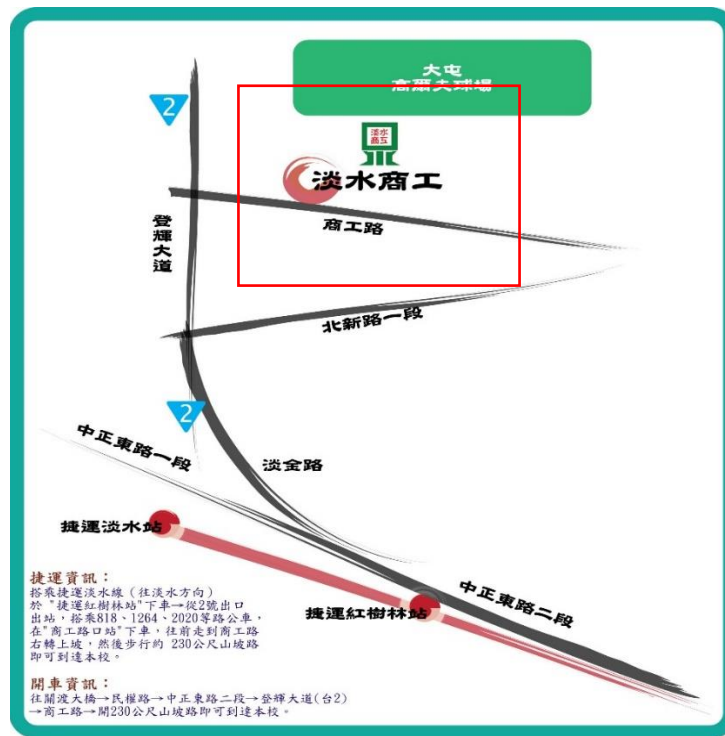 大屯
高爾夫球場
2
淡水
商工
淡水商工
商工路
登輝大道
北新路一段
2
中正東路一段
淡金路
捷運淡水站
中正東路二段
捷運紅樹林站
捷運資訊：
搭乘捷運淡水線（往淡水方向）
於 "捷運紅樹林站"下車→從2號出口
出站，搭乘818、1264、2020等路公車，
在"商工路口站"下車，往前走到商工路
右轉上坡，然後步行約 230公尺山坡路
即可到達本校。
開車資訊：
往關渡大橋→民權路→中正東路二段→登輝大道(台2)
→商工路→開230公尺山坡路即可到達本校。